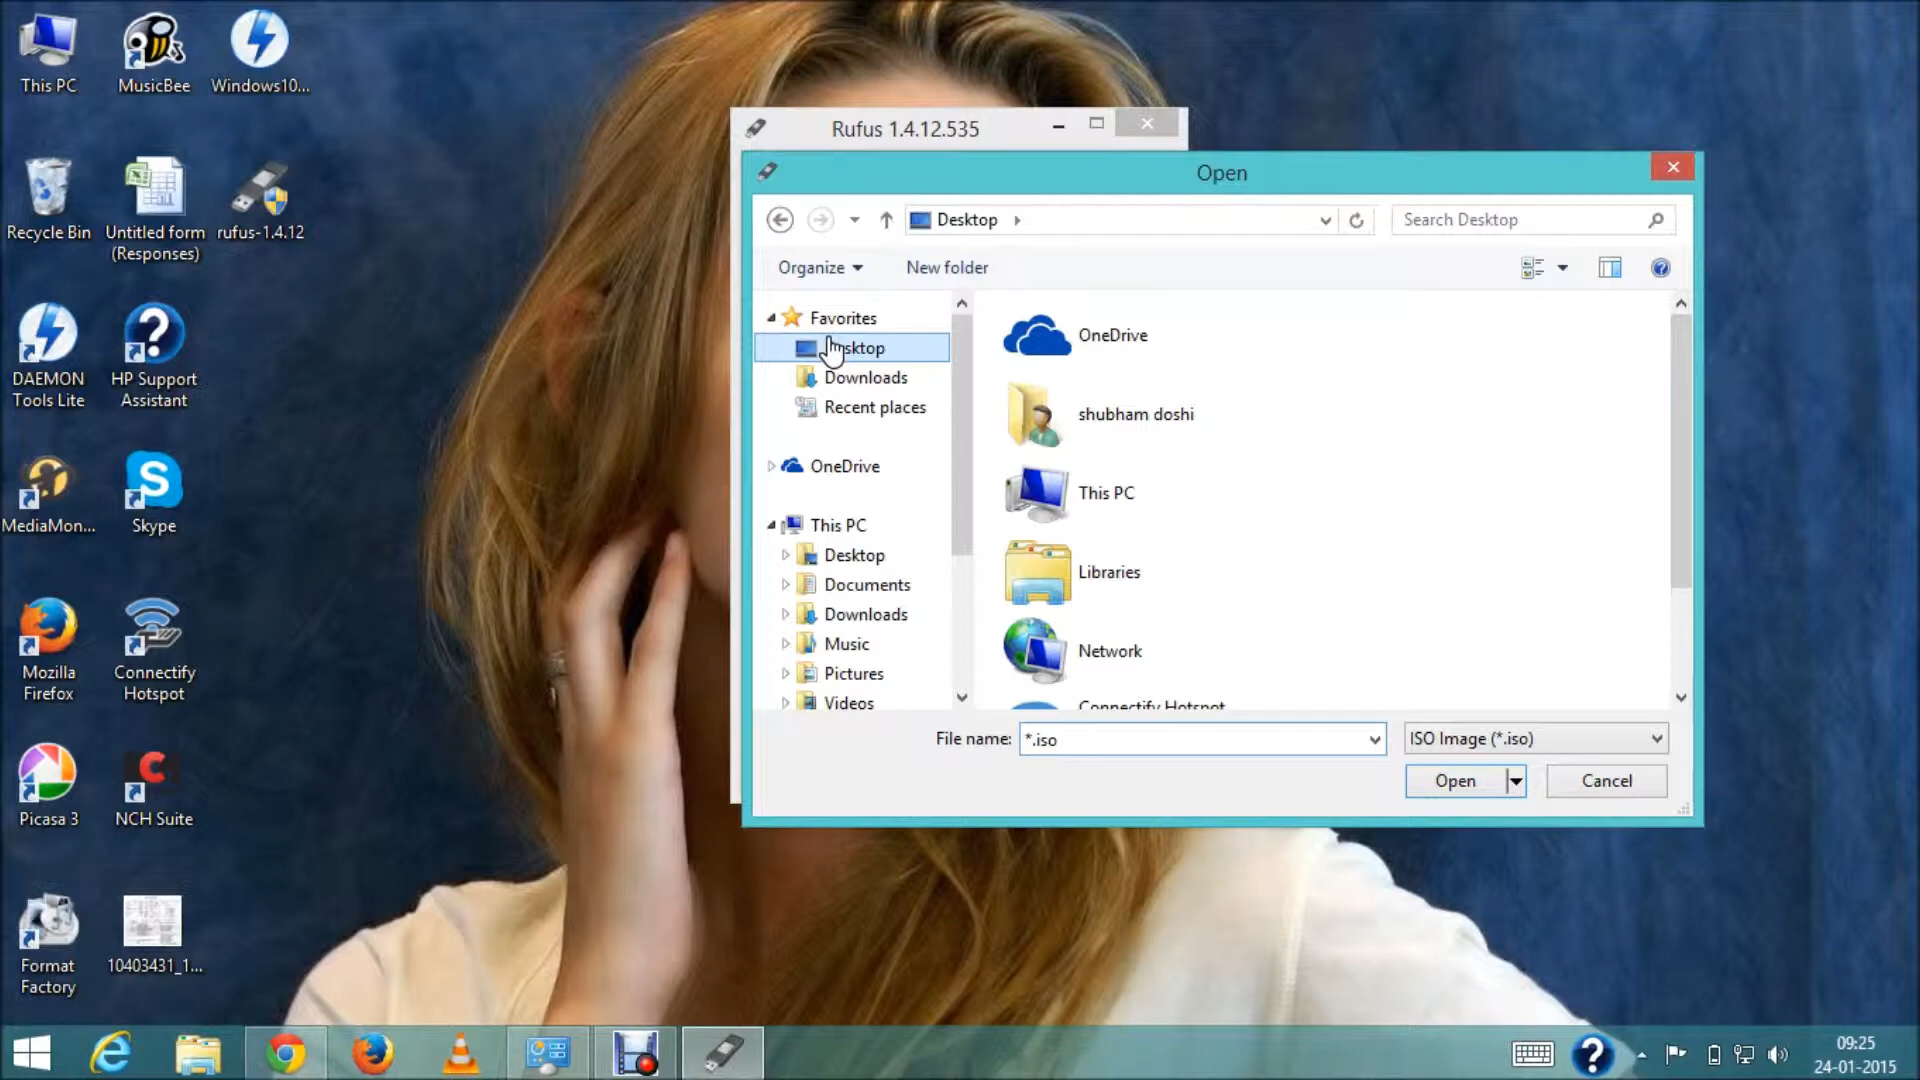 This PC
MusicBee
Windows10...
Recycle Bin
Untitled form
(Responses)
rufus-1.4.12
DAEMON
Tools Lite
HP Support
Assistant
MediaMon...
Skype
Mozilla
Firefox
Connectify
Hotspot
Picasa 3
NCH Suite
Format
Factory
10403431_1...
Rufus 1.4.12.535
Open
Desktop
Search Desktop
Organize
New folder
Favorites
Desktop
Downloads
Recent places
OneDrive
This PC
Desktop
Documents
Downloads
Music
Pictures
Videos
OneDrive
shubham doshi
This PC
Libraries
Network
Connectify Hotspot
File name:
*.iso
ISO Image (*.iso)
Open
Cancel
09:25
24-01-2015